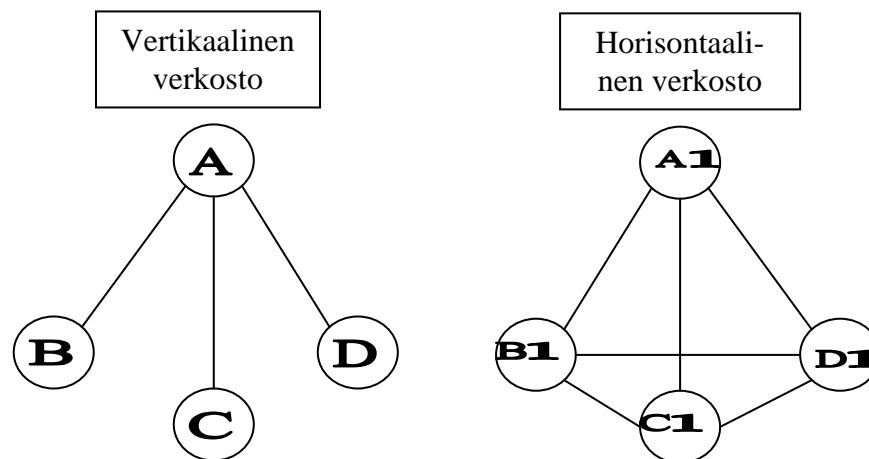 Vertikaalinen
verkosto
Horisontaali-
nen verkosto
A
B
D
C
A1
B1
D1
C1